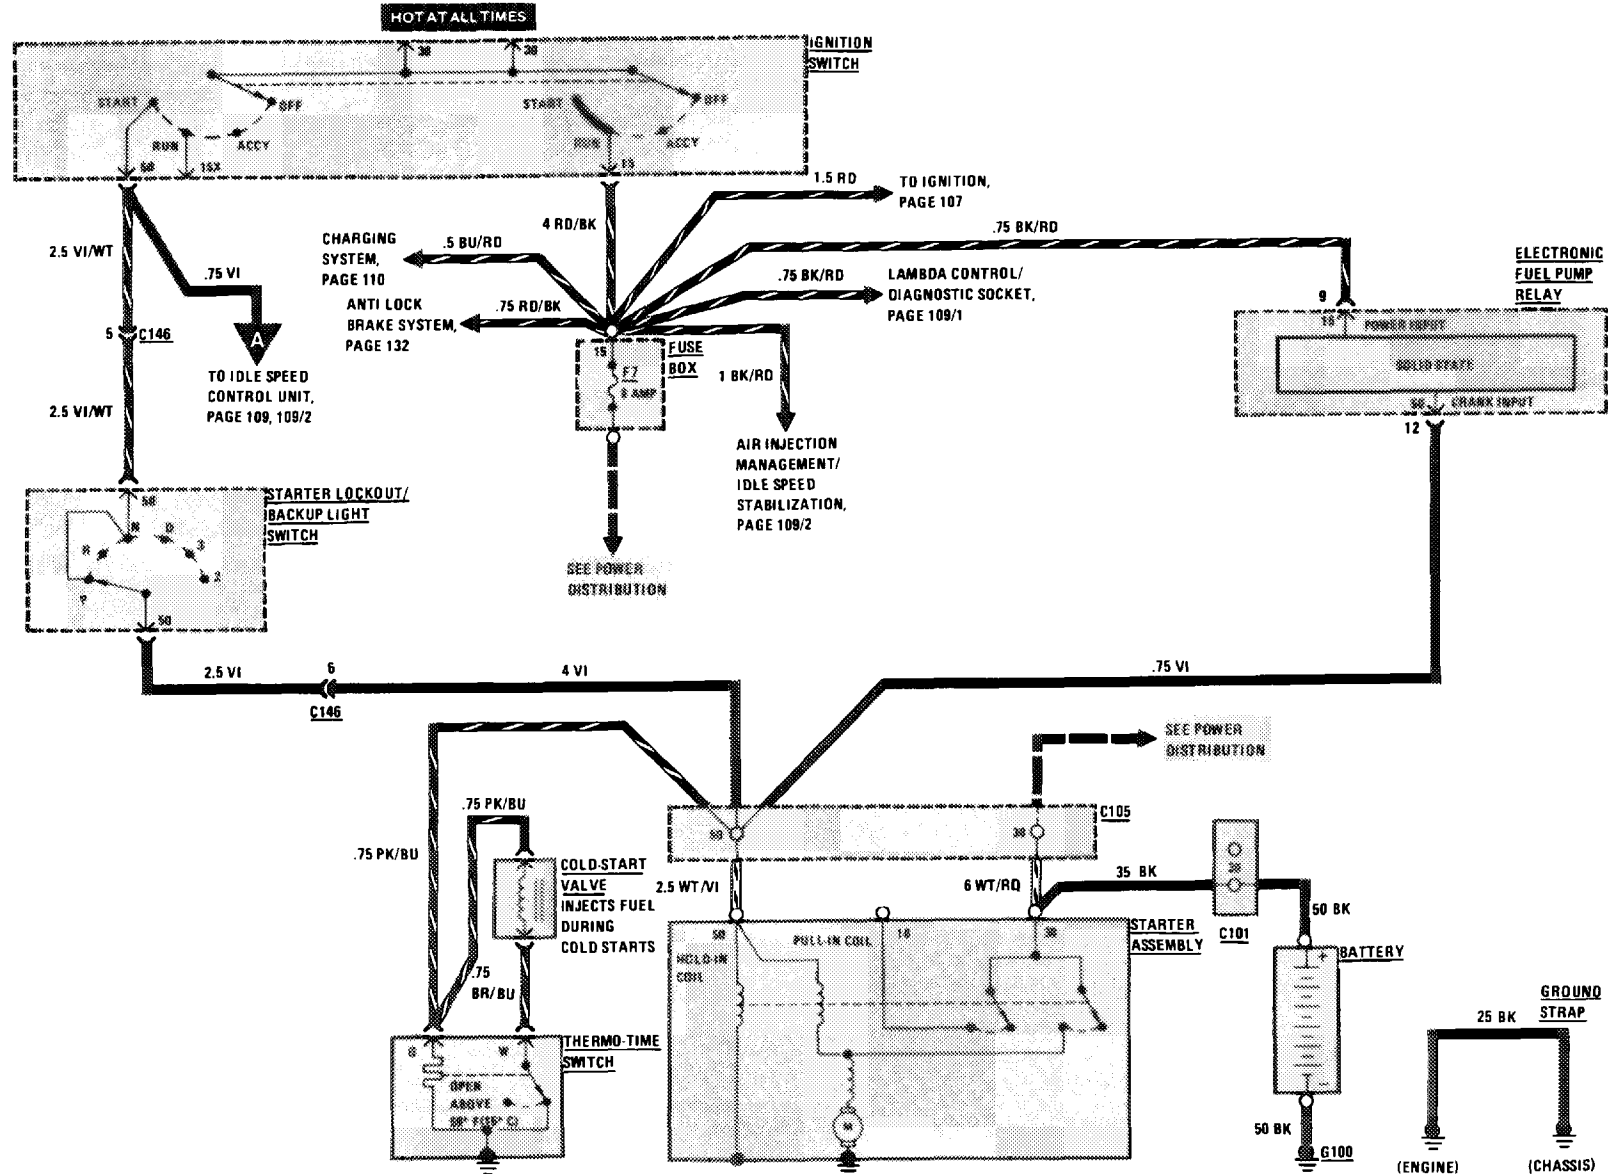 HOT AT ALL TIMES
30
30
IGNITION
SWITCH
START
OFF
RUN
ACCY
50
15X
START
OFF
RUN
ACCY
15
2.5 VI/WT
.75 VI
A
TO IDLE SPEED
CONTROL UNIT,
PAGE 109, 109/2
5
C146
2.5 VI/WT
4 RD/BK
1.5 RD
TO IGNITION,
PAGE 107
CHARGING
SYSTEM,
PAGE 110
.5 BU/RD
.75 BK/RD
.75 BK/RD
LAMBDA CONTROL/
DIAGNOSTIC SOCKET,
PAGE 109/1
ANTI LOCK
BRAKE SYSTEM,
PAGE 132
.75 RD/BK
15
F7
8 AMP
FUSE
BOX
1 BK/RD
AIR INJECTION
MANAGEMENT/
IDLE SPEED
STABILIZATION,
PAGE 109/2
SEE POWER
DISTRIBUTION
ELECTRONIC
FUEL PUMP
RELAY
9
15
POWER INPUT
SOLID STATE
50
CRANK INPUT
12
STARTER LOCKOUT/
BACKUP LIGHT
SWITCH
50
N
D
R
3
P
2
50
2.5 VI
6
C146
4 VI
.75 VI
SEE POWER
DISTRIBUTION
C105
50
30
.75 PK/BU
.75 PK/BU
COLD-START
VALVE
INJECTS FUEL
DURING
COLD STARTS
.75
BR/BU
2.5 WT/VI
6 WT/RD
35 BK
30
C101
50 BK
STARTER
ASSEMBLY
50
PULL-IN COIL
16
30
HOLD-IN
COIL
M
BATTERY
+
-
50 BK
G100
THERMO-TIME
SWITCH
G
W
OPEN
ABOVE
59° F(15° C)
GROUND
STRAP
25 BK
(ENGINE)
(CHASSIS)